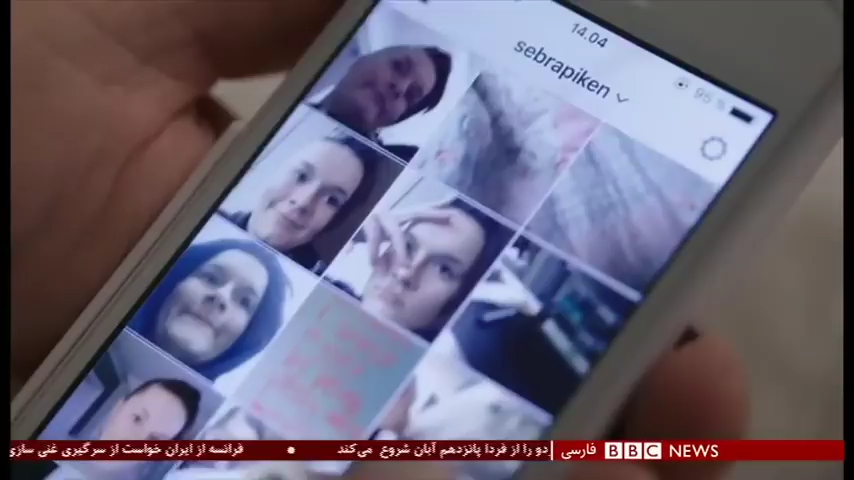 14.04
sebrapiken
95 %
فرانسه از ایران خواست از سرگیری غنی سازی
دو را از فردا پانزدهم آبان شروع می‌کند
فارسی BBC NEWS